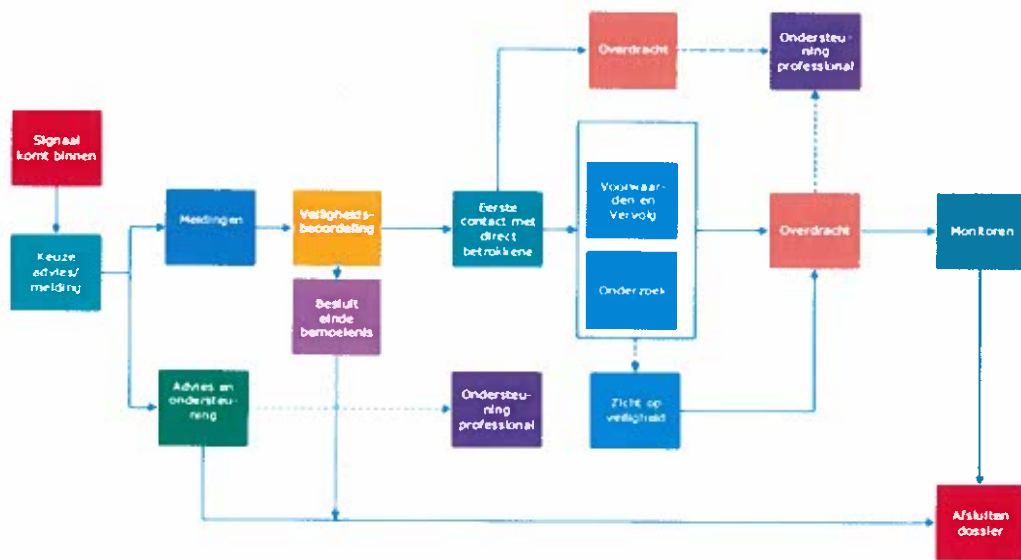 Overdracht
Ondersteu-
ning
professional
Signaal
komt binnen
Voorwaar-
den en
Vervolg
Meldingen
Veiligheids-
beoordeling
Eerste
contact met
direct
betrokkene
Overdracht
Monitoren
Keuze
advies/
melding
Onderzoek
Besluit
einde
bemoeienis
Advies en
ondersteu-
ning
Ondersteu-
ning
professional
Zicht op
veiligheid
Afsluiten
dossier